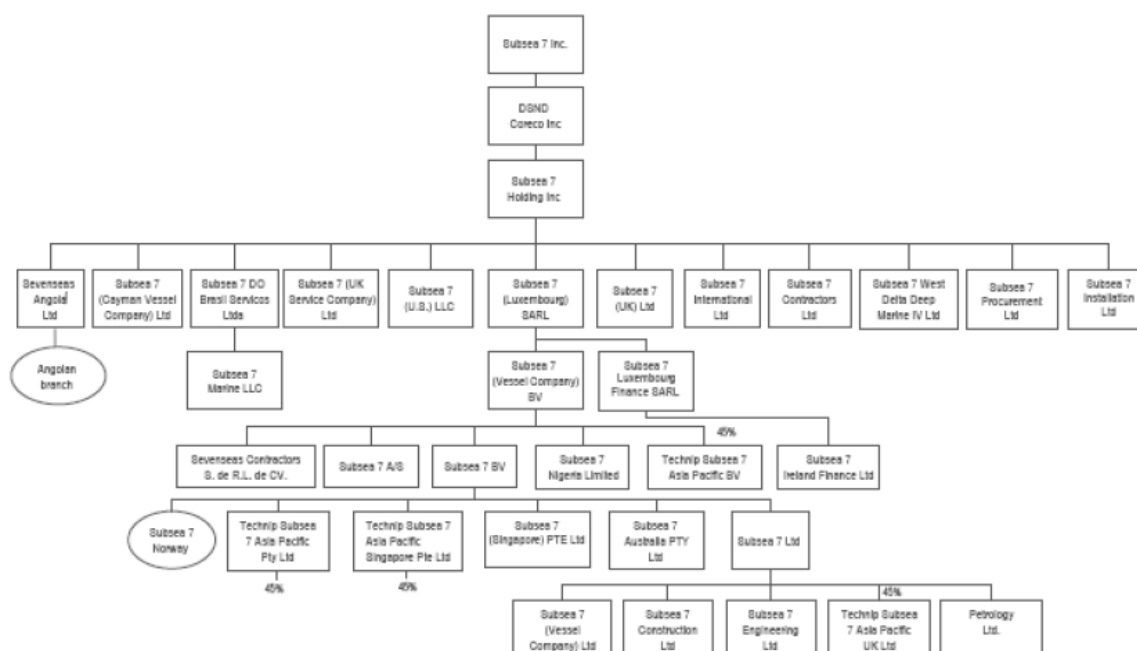 Subsea 7 Inc.
DSND
Coreco Inc
Subsea 7
Holding Inc
Sevenseas
Angola
Ltd
Subsea 7
(Cayman Vessel
Company) Ltd
Subsea 7 DO
Brasil Servicos
Ltda
Subsea 7 (UK
Service Company)
Ltd
Subsea 7
(U.S.) LLC
Subsea 7
(Luxembourg)
SARL
Subsea 7
(UK) Ltd
Subsea 7
International
Ltd
Subsea 7
Contractors
Ltd
Subsea 7 West
Delta Deep
Marine IV Ltd
Subsea 7
Procurement
Ltd
Subsea 7
Installation
Ltd
Angolan
branch
Subsea 7
Marine LLC
Subsea 7
(Vessel Company)
BV
Subsea 7
Luxembourg
Finance SARL
45%
Sevenseas Contractors
S. de R.L. de CV.
Subsea 7 A/S
Subsea 7 BV
Subsea 7
Nigeria Limited
Technip Subsea 7
Asia Pacific BV
Subsea 7
Ireland Finance Ltd
Subsea 7
Norway
Technip Subsea
7 Asia Pacific
Pty Ltd
Technip Subsea 7
Asia Pacific
Singapore Pte Ltd
Subsea 7
(Singapore) PTE Ltd
Subsea 7
Australia PTY
Ltd
Subsea 7 Ltd
45%
45%
45%
Subsea 7
(Vessel
Company) Ltd
Subsea 7
Construction
Ltd
Subsea 7
Engineering
Ltd
Technip Subsea
7 Asia Pacific
UK Ltd
Petrology
Ltd.